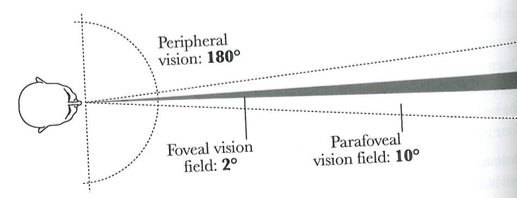 Peripheral
vision: 180°
Foveal vision
field: 2°
Parafoveal
vision field: 10°